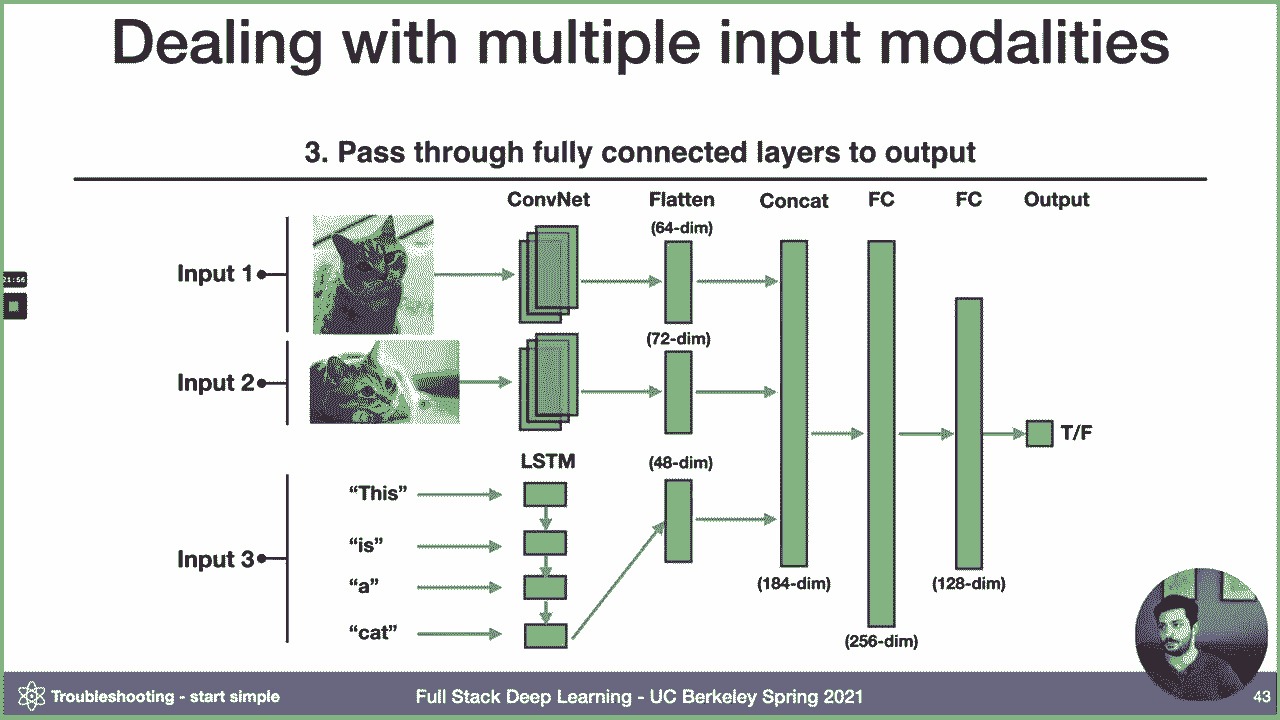 Dealing with multiple input modalities
3. Pass through fully connected layers to output
ConvNet
Flatten
Concat
FC
FC
Output
(64-dim)
Input 1
21:56
(72-dim)
Input 2
T/F
LSTM
(48-dim)
“This”
“is”
Input 3
“a”
“cat”
(184-dim)
(128-dim)
(256-dim)
Troubleshooting - start simple
Full Stack Deep Learning - UC Berkeley Spring 2021
43